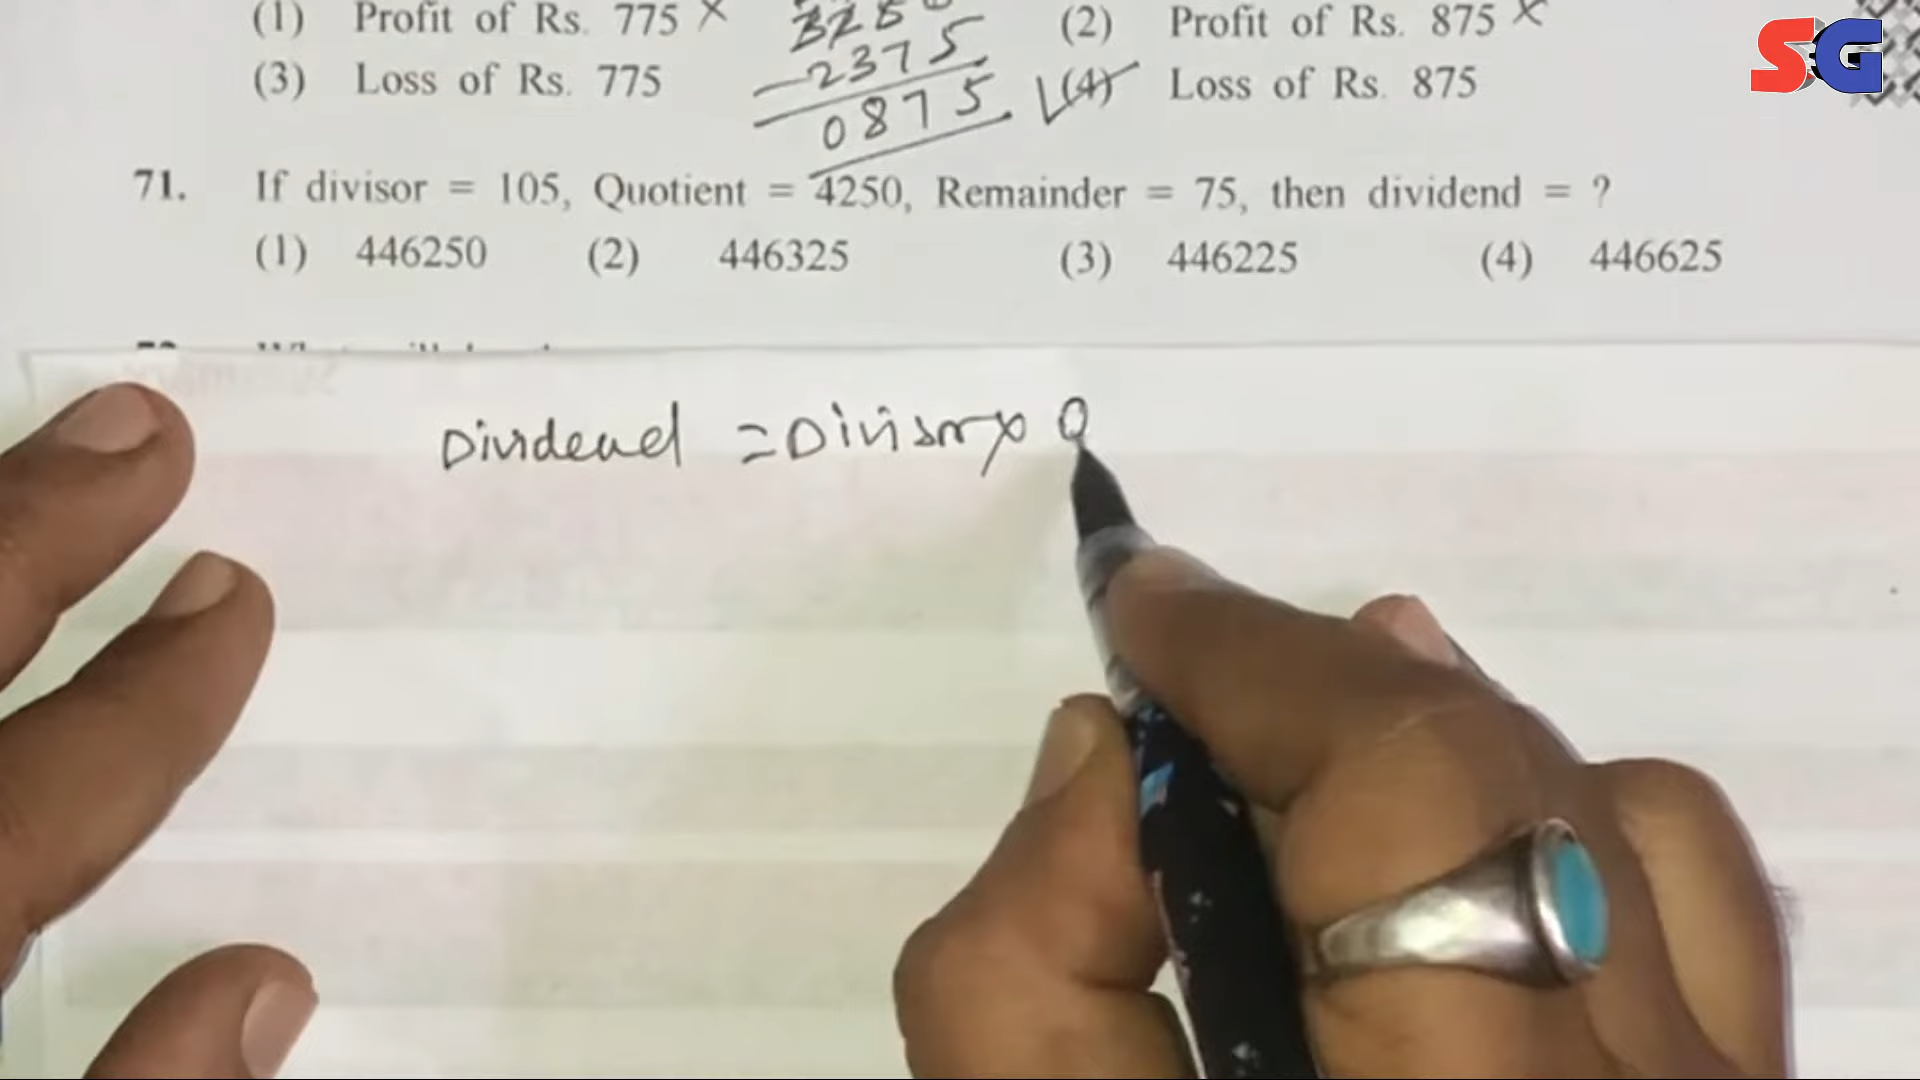 (1) Profit of Rs. 775 × 3250 (2) Profit of Rs. 875 ×
SG
2375
(3) Loss of Rs. 775 (4) Loss of Rs. 875
0875
71. If divisor = 105, Quotient = 4250, Remainder = 75, then dividend = ?
(1) 446250 (2) 446325 (3) 446225 (4) 446625
Dividend = Divisor × Q